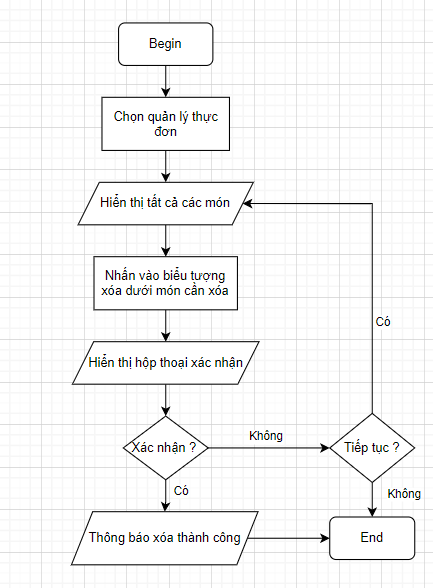 Begin
Chọn quản lý thực
đơn
Hiển thị tất cả các món
Nhấn vào biểu tượng
xóa dưới món cần xóa
Hiển thị hộp thoại xác nhận
Xác nhận ?
Không
Tiếp tục ?
Có
Có
Không
Thông báo xóa thành công
End